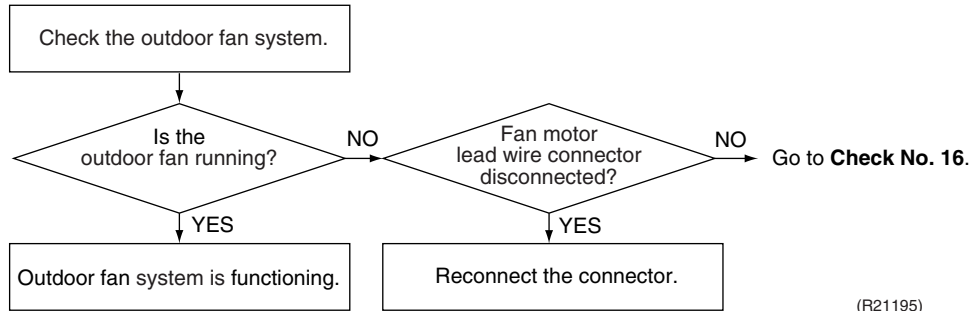 Check the outdoor fan system.
Is the
outdoor fan running?
NO
Fan motor
lead wire connector
disconnected?
NO
Go to Check No. 16.
YES
YES
Outdoor fan system is functioning.
Reconnect the connector.
(R21195)